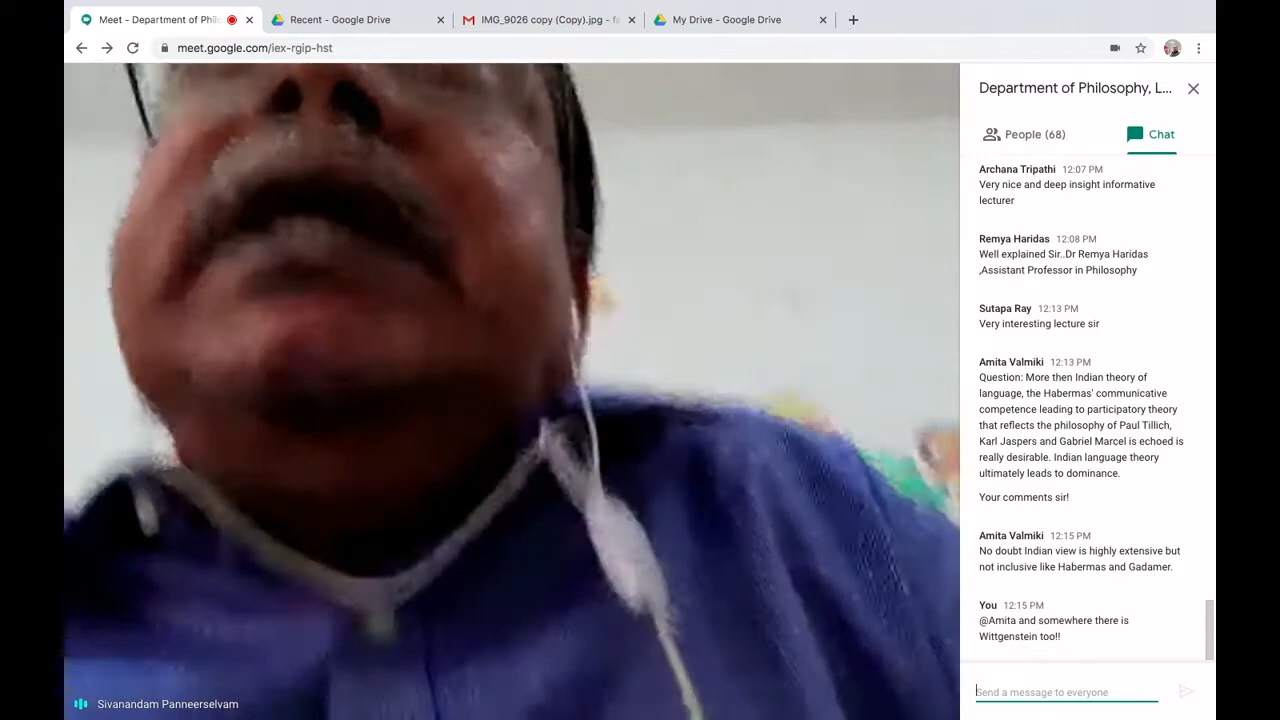 Meet - Department of Philo
Recent - Google Drive
IMG_9026 copy (Copy).jpg - fa
My Drive - Google Drive
meet.google.com/iex-rgip-hst
Department of Philosophy, L...
People (68)
Chat
Archana Tripathi 12:07 PM
Very nice and deep insight informative
lecturer
Remya Haridas 12:08 PM
Well explained Sir..Dr Remya Haridas
,Assistant Professor in Philosophy
Sutapa Ray 12:13 PM
Very interesting lecture sir
Amita Valmiki 12:13 PM
Question: More then Indian theory of
language, the Habermas' communicative
competence leading to participatory theory
that reflects the philosophy of Paul Tillich,
Karl Jaspers and Gabriel Marcel is echoed is
really desirable. Indian language theory
ultimately leads to dominance.
Your comments sir!
Amita Valmiki 12:15 PM
No doubt Indian view is highly extensive but
not inclusive like Habermas and Gadamer.
You 12:15 PM
@Amita and somewhere there is
Wittgenstein too!!
Send a message to everyone
Sivanandam Panneerselvam